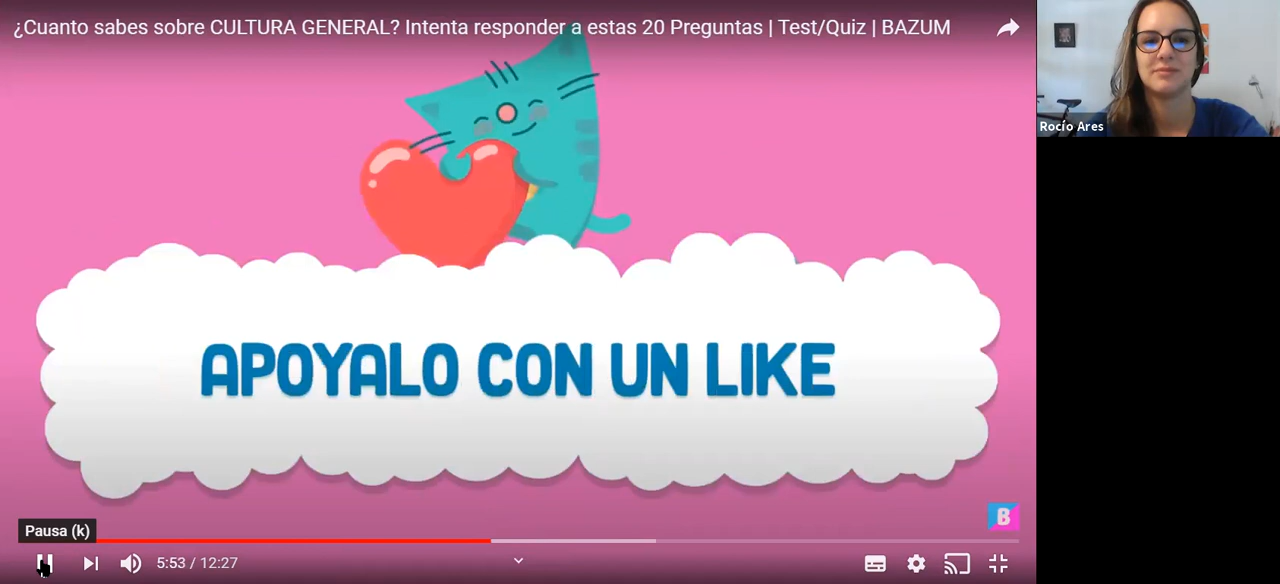 ¿Cuanto sabes sobre CULTURA GENERAL? Intenta responder a estas 20 Preguntas | Test/Quiz | BAZUM
Rocío Ares
APOYALO CON UN LIKE
B
Pausa (k)
5:53 / 12:27